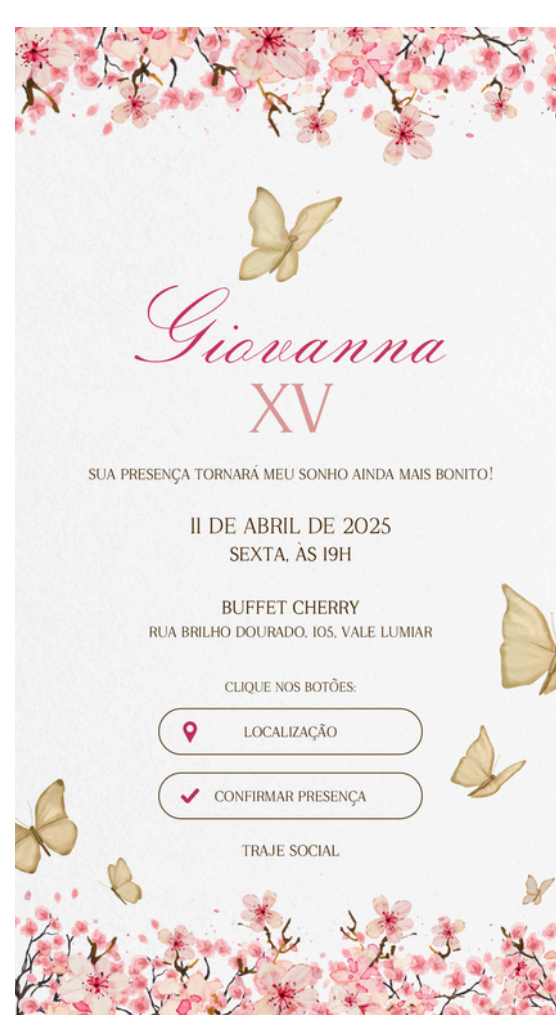 Giovanna
XV
SUA PRESENÇA TORNARÁ MEU SONHO AINDA MAIS BONITO!
11 DE ABRIL DE 2025
SEXTA, ÀS 19H
BUFFET CHERRY
RUA BRILHO DOURADO, 105, VALE LUMIAR
CLIQUE NOS BOTÕES:
LOCALIZAÇÃO
CONFIRMAR PRESENÇA
TRAJE SOCIAL